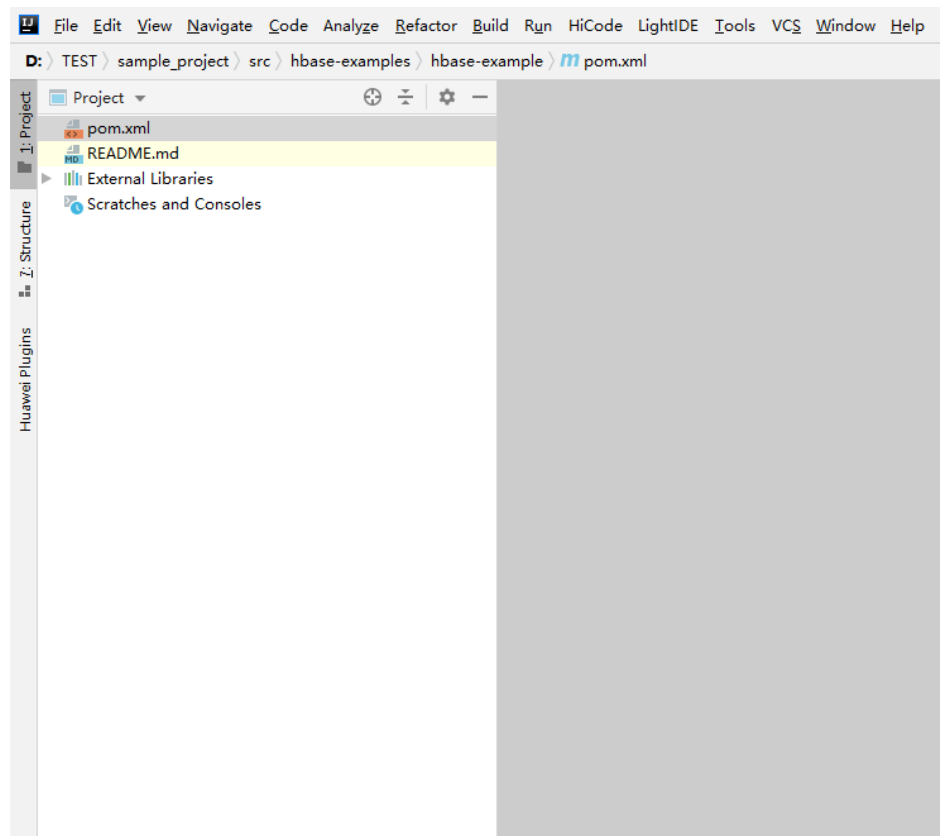 IJ File Edit View Navigate Code Analyze Refactor Build Run HiCode LightIDE Tools VCS Window Help
D: 〉 TEST 〉 sample_project 〉 src 〉 hbase-examples 〉 hbase-example 〉 m pom.xml
1: Project
7: Structure
Huawei Plugins
Project
<> pom.xml
MD README.md
External Libraries
Scratches and Consoles